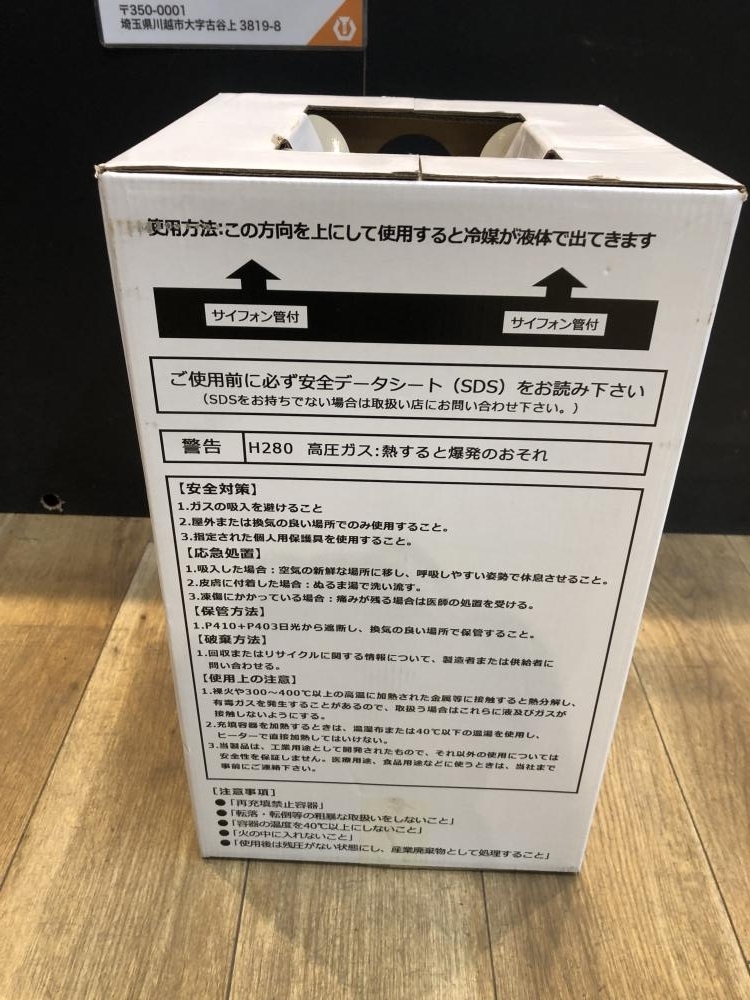 〒350-0001
埼玉県川越市大字古谷上 3819-8
使用方法:この方向を上にして使用すると冷媒が液体で出てきます
サイフォン管付 サイフォン管付
ご使用前に必ず安全データシート（SDS）をお読み下さい
（SDSをお持ちでない場合は取扱い店にお問い合わせ下さい。）
警告 H280 高圧ガス:熱すると爆発のおそれ
【安全対策】
1.ガスの吸入を避けること
2.屋外または換気の良い場所でのみ使用すること。
3.指定された個人用保護具を使用すること。
【応急処置】
1.吸入した場合：空気の新鮮な場所に移し、呼吸しやすい姿勢で休息させること。
2.皮膚に付着した場合：ぬるま湯で洗い流す。
3.凍傷にかかっている場合：痛みが残る場合は医師の処置を受ける。
【保管方法】
1.P410+P403日光から遮断し、換気の良い場所で保管すること。
【破棄方法】
1.回収またはリサイクルに関する情報について、製造者または供給者に
問い合わせる。
【使用上の注意】
1.裸火や300～400℃以上の高温に加熱された金属等に接触すると熱分解し、
有毒ガスを発生することがあるので、取扱う場合はこれらに液及びガスが
接触しないようにする。
2.充填容器を加熱するときは、温湿布または40℃以下の温湯を使用し、
ヒーターで直接加熱してはいけない。
3.当製品は、工業用途として開発されたもので、それ以外の使用については
安全性を保証しません。医療用途、食品用途などに使うときは、当社まで
事前にご連絡下さい。
［注意事項］
●「再充填禁止容器」
●「転落・転倒等の粗暴な取扱いをしないこと」
●「容器の温度を40℃以上にしないこと」
●「火の中に入れないこと」
●「使用後は残圧がない状態にし、産業廃棄物として処理すること」